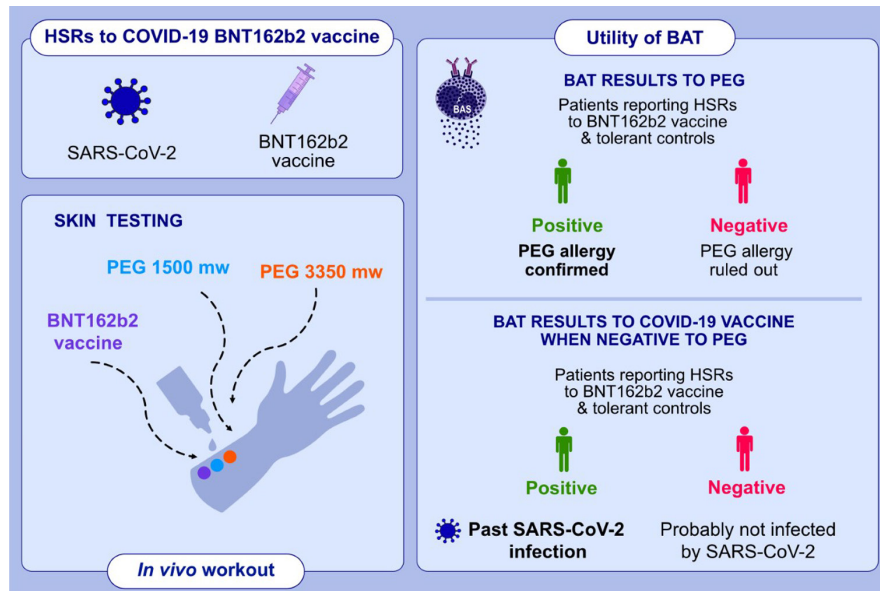 HSRs to COVID-19 BNT162b2 vaccine
SARS-CoV-2
BNT162b2
vaccine
SKIN TESTING
PEG 1500 mw
PEG 3350 mw
BNT162b2
vaccine
In vivo workout
Utility of BAT
BAS
BAT RESULTS TO PEG
Patients reporting HSRs
to BNT162b2 vaccine
& tolerant controls
Positive
PEG allergy
confirmed
Negative
PEG allergy
ruled out
BAT RESULTS TO COVID-19 VACCINE
WHEN NEGATIVE TO PEG
Patients reporting HSRs
to BNT162b2 vaccine
& tolerant controls
Positive
Past SARS-CoV-2
infection
Negative
Probably not infected
by SARS-CoV-2